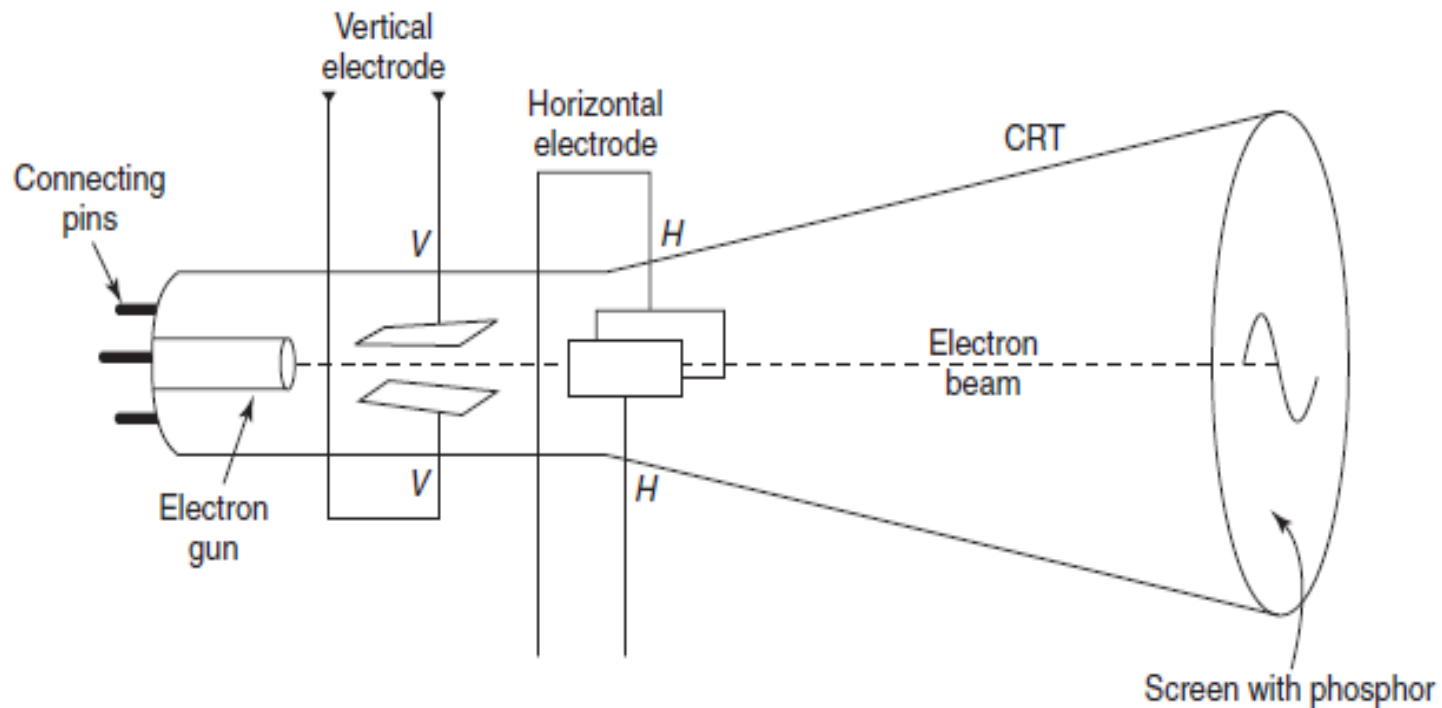 Vertical
electrode
Horizontal
electrode
CRT
Connecting
pins
V
H
Electron
beam
V
H
Electron
gun
Screen with phosphor